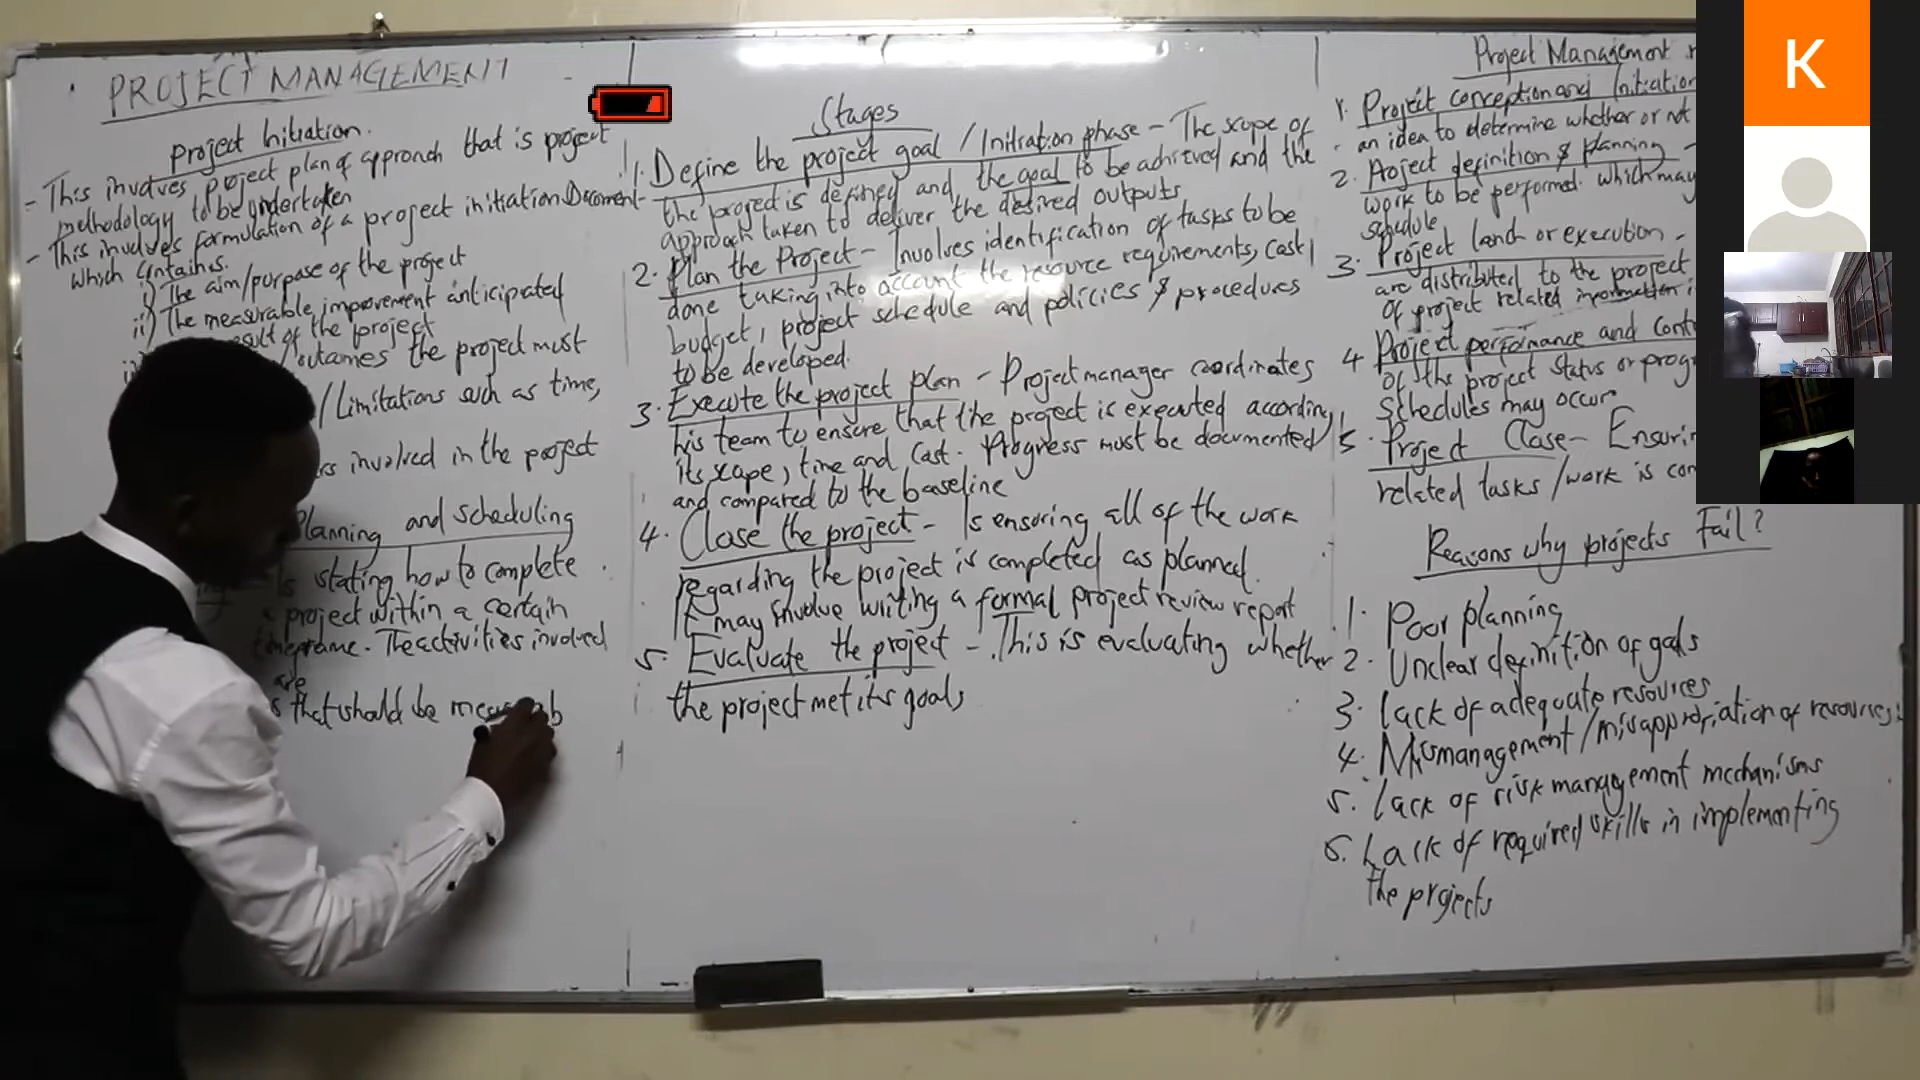 PROJECT MANAGEMENT
Project Initiation.
- This involves project plan of approach that is project
methodology to be undertaken
- This involves formulation of a project initiation Document
which contains.
i) The aim/purpose of the project
ii) The measurable improvement anticipated
result of the project
/outcomes the project must
/Limitations such as time,
involved in the project
Planning and scheduling
Is stating how to complete
a project within a certain
timeframe. The activities involved
are
that should be
Stages
1. Define the project goal / Initiation phase - The scope of
the project is defined and, the goal to be achieved and the
approach taken to deliver the desired outputs
2. Plan the Project - Involves identification of tasks to be
done taking into account the resource requirements, cost/
budget, project schedule and policies & procedures
to be developed.
3. Execute the project plan - Project manager coordinates
his team to ensure that the project is executed according
its scope, time and cost. Progress must be documented
and compared to the baseline
4. Close the project - Is ensuring all of the work
regarding the project is completed as planned.
It may involve writing a formal project review report
5. Evaluate the project - This is evaluating whether
the project met its goals
Project Management
1. Project conception and Initiation
- an idea to determine whether or not
2. Project definition & planning -
work to be performed. which may
schedule
3. Project launch or execution -
are distributed to the project
of project related information
4 Project performance and
of the project status or
schedules may occur
5. Project Close - 
related tasks/work is
Reasons why projects Fail?
1. Poor planning
2. Unclear definition of goals
3. Lack of adequate resources
4. Mismanagement/misappropriation of resources
5. Lack of risk management mechanisms
6. Lack of required skills in implementing
the projects
K